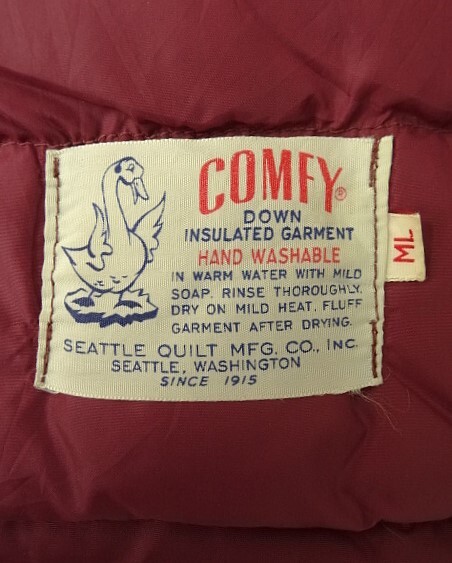 COMFY®
DOWN
INSULATED GARMENT
HAND WASHABLE
IN WARM WATER WITH MILD
SOAP. RINSE THOROUGHLY.
DRY ON MILD HEAT. FLUFF
GARMENT AFTER DRYING.
SEATTLE QUILT MFG. CO., INC
SEATTLE, WASHINGTON
SINCE 1915
ML